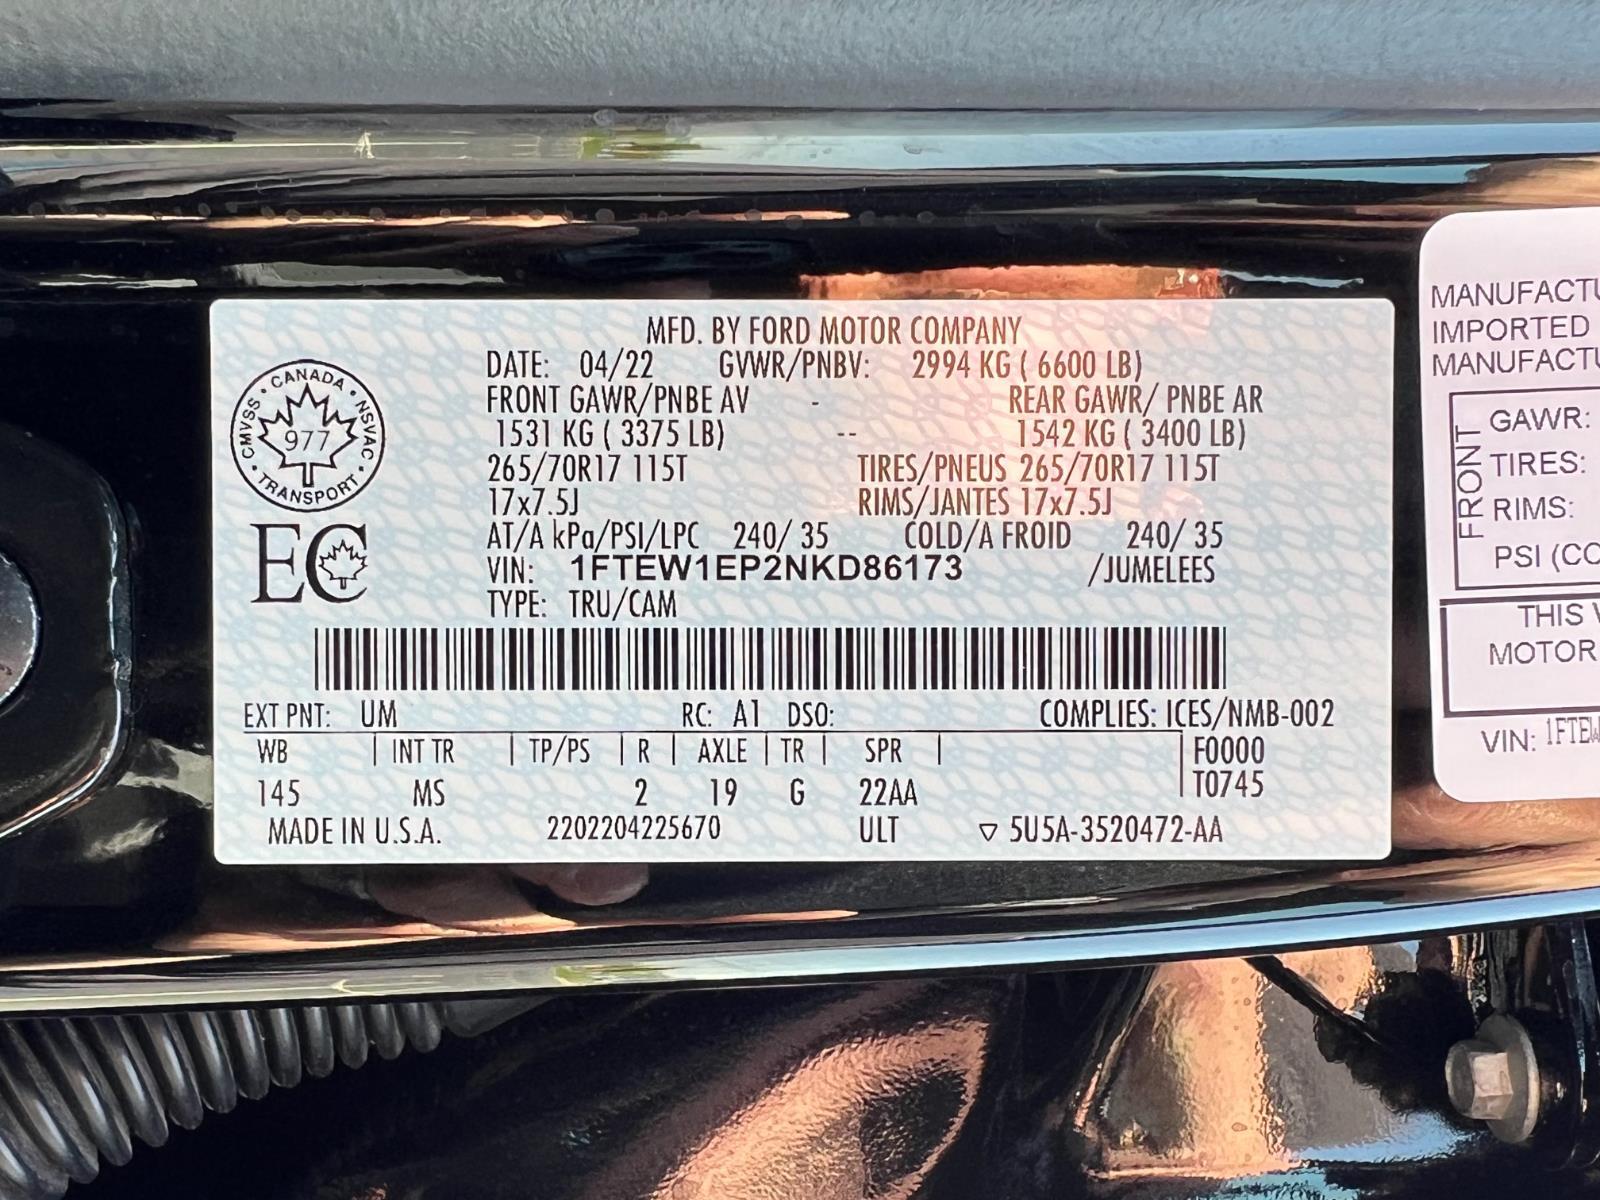 MFD. BY FORD MOTOR COMPANY
DATE: 04/22 GVWR/PNBV: 2994 KG ( 6600 LB)
FRONT GAWR/PNBE AV - REAR GAWR/ PNBE AR
1531 KG ( 3375 LB) -- 1542 KG ( 3400 LB)
265/70R17 115T TIRES/PNEUS 265/70R17 115T
17x7.5J RIMS/JANTES 17x7.5J
AT/A kPa/PSI/LPC 240/ 35 COLD/A FROID 240/ 35
VIN: 1FTEW1EP2NKD86173 /JUMELEES
TYPE: TRU/CAM
CANADA
CMVSS • NSVAC
977
TRANSPORT
EC
EXT PNT: UM RC: A1 DSO: COMPLIES: ICES/NMB-002
WB | INT TR | TP/PS | R | AXLE | TR | SPR | F0000
T0745
145 MS 2 19 G 22AA
MADE IN U.S.A. 2202204225670 ULT ▽ 5U5A-3520472-AA
MANUFACTU
IMPORTED
MANUFACTU
FRONT
GAWR:
TIRES:
RIMS:
PSI (CO
THIS
MOTOR
VIN: 1FTEW